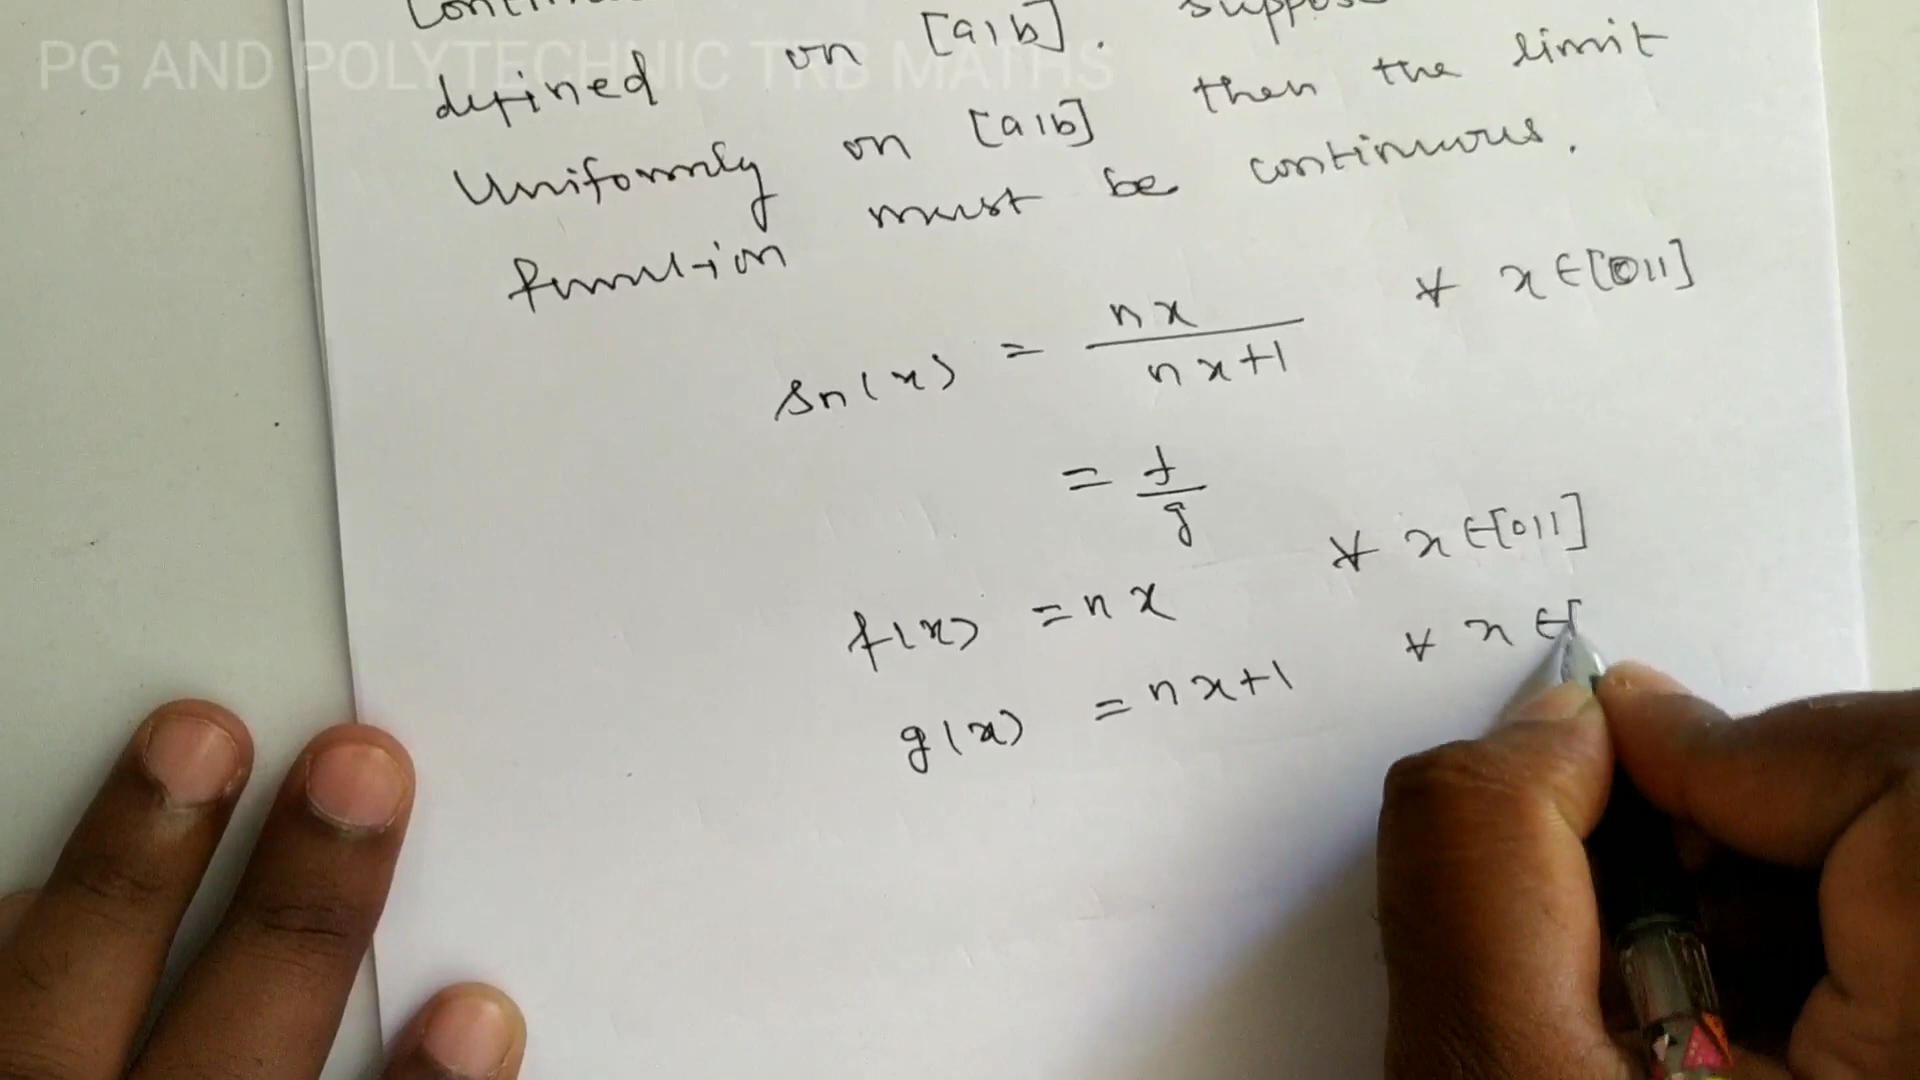 PG AND POLYTECHNIC TRB MATHS
defined on [a,b]. suppose
Uniformly on [a,b] then the limit
function must be continuous.
Sn(x) = nx / nx+1 ∀ x∈[0,1]
= f / g
f(x) = nx ∀ x∈[0,1]
g(x) = nx+1 ∀ x∈[